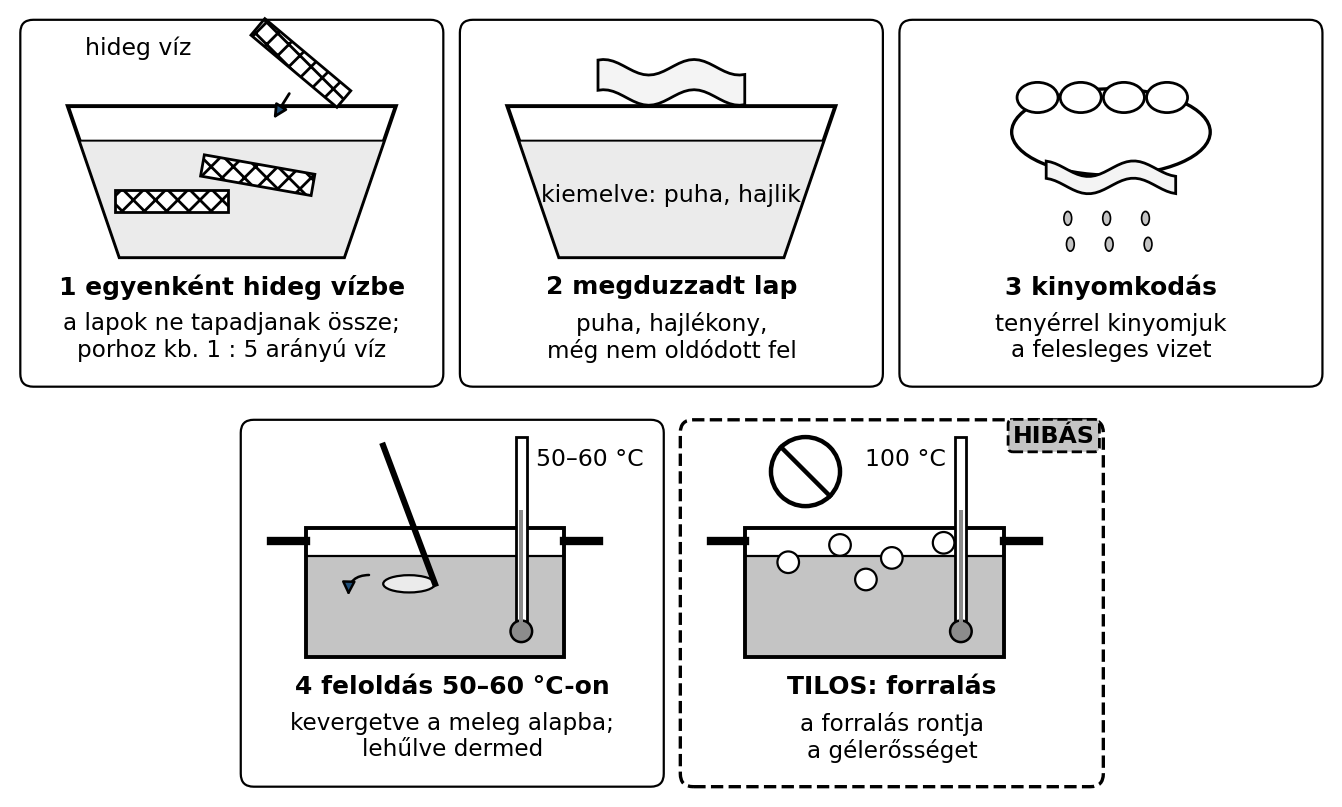 hideg víz
1 egyenként hideg vízbe
a lapok ne tapadjanak össze;
porhoz kb. 1 : 5 arányú víz
kiemelve: puha, hajlik
2 megduzzadt lap
puha, hajlékony,
még nem oldódott fel
3 kinyomkodás
tenyérrel kinyomjuk
a felesleges vizet
50–60 °C
4 feloldás 50–60 °C-on
kevergetve a meleg alapba;
lehűlve dermed
HIBÁS
100 °C
TILOS: forralás
a forralás rontja
a gélerősséget